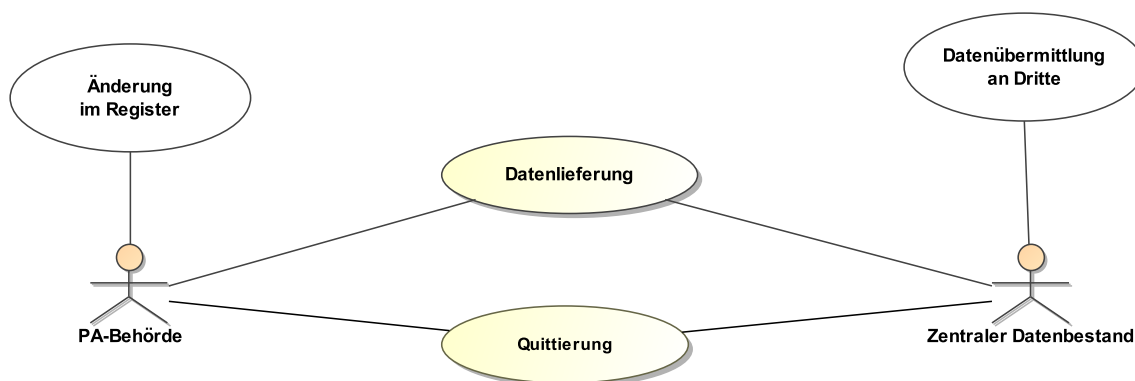 Änderung
im Register
Datenübermittlung
an Dritte
Datenlieferung
Quittierung
PA-Behörde
Zentraler Datenbestand